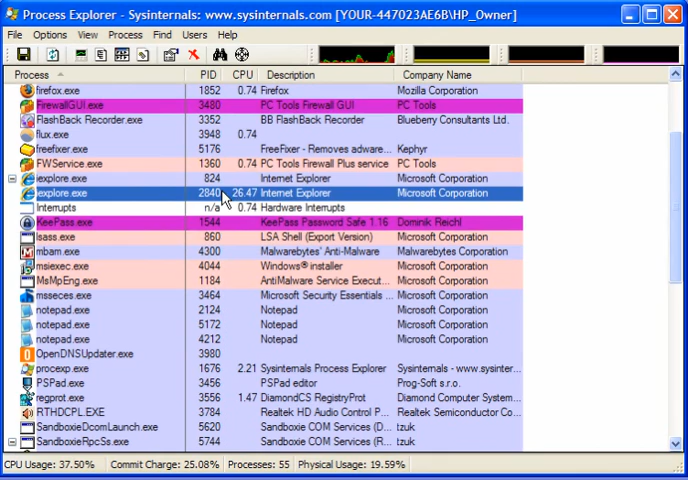 Process Explorer - Sysinternals: www.sysinternals.com [YOUR-447023AE6B\HP_Owner]
File Options View Process Find Users Help
Process PID CPU Description Company Name
firefox.exe 1852 0.74 Firefox Mozilla Corporation
FirewallGUI.exe 3480 PC Tools Firewall GUI PC Tools
FlashBack Recorder.exe 3352 BB FlashBack Recorder Blueberry Consultants Ltd.
flux.exe 3948 0.74
freefixer.exe 5176 FreeFixer - Removes adware... Kephyr
FWService.exe 1360 0.74 PC Tools Firewall Plus service PC Tools
iexplore.exe 824 Internet Explorer Microsoft Corporation
iexplore.exe 2840 26.47 Internet Explorer Microsoft Corporation
Interrupts n/a 0.74 Hardware Interrupts
KeePass.exe 1544 KeePass Password Safe 1.16 Dominik Reichl
lsass.exe 860 LSA Shell (Export Version) Microsoft Corporation
mbam.exe 4300 Malwarebytes' Anti-Malware Malwarebytes Corporation
msiexec.exe 4044 Windows® installer Microsoft Corporation
MsMpEng.exe 1184 AntiMalware Service Execut... Microsoft Corporation
msseces.exe 3464 Microsoft Security Essentials ... Microsoft Corporation
notepad.exe 2124 Notepad Microsoft Corporation
notepad.exe 5172 Notepad Microsoft Corporation
notepad.exe 4212 Notepad Microsoft Corporation
OpenDNSUpdater.exe 3980
procexp.exe 1676 2.21 Sysinternals Process Explorer Sysinternals - www.sysinter...
PSPad.exe 3456 PSPad editor Prog-Soft s.r.o.
regprot.exe 3556 1.47 DiamondCS RegistryProt Diamond Computer System...
RTHDCPL.EXE 3784 Realtek HD Audio Control P... Realtek Semiconductor Co...
SandboxieDcomLaunch.exe 5620 Sandboxie COM Services (D... tzuk
SandboxieRpcSs.exe 5744 Sandboxie COM Services (R... tzuk
CPU Usage: 37.50% Commit Charge: 25.08% Processes: 55 Physical Usage: 19.59%